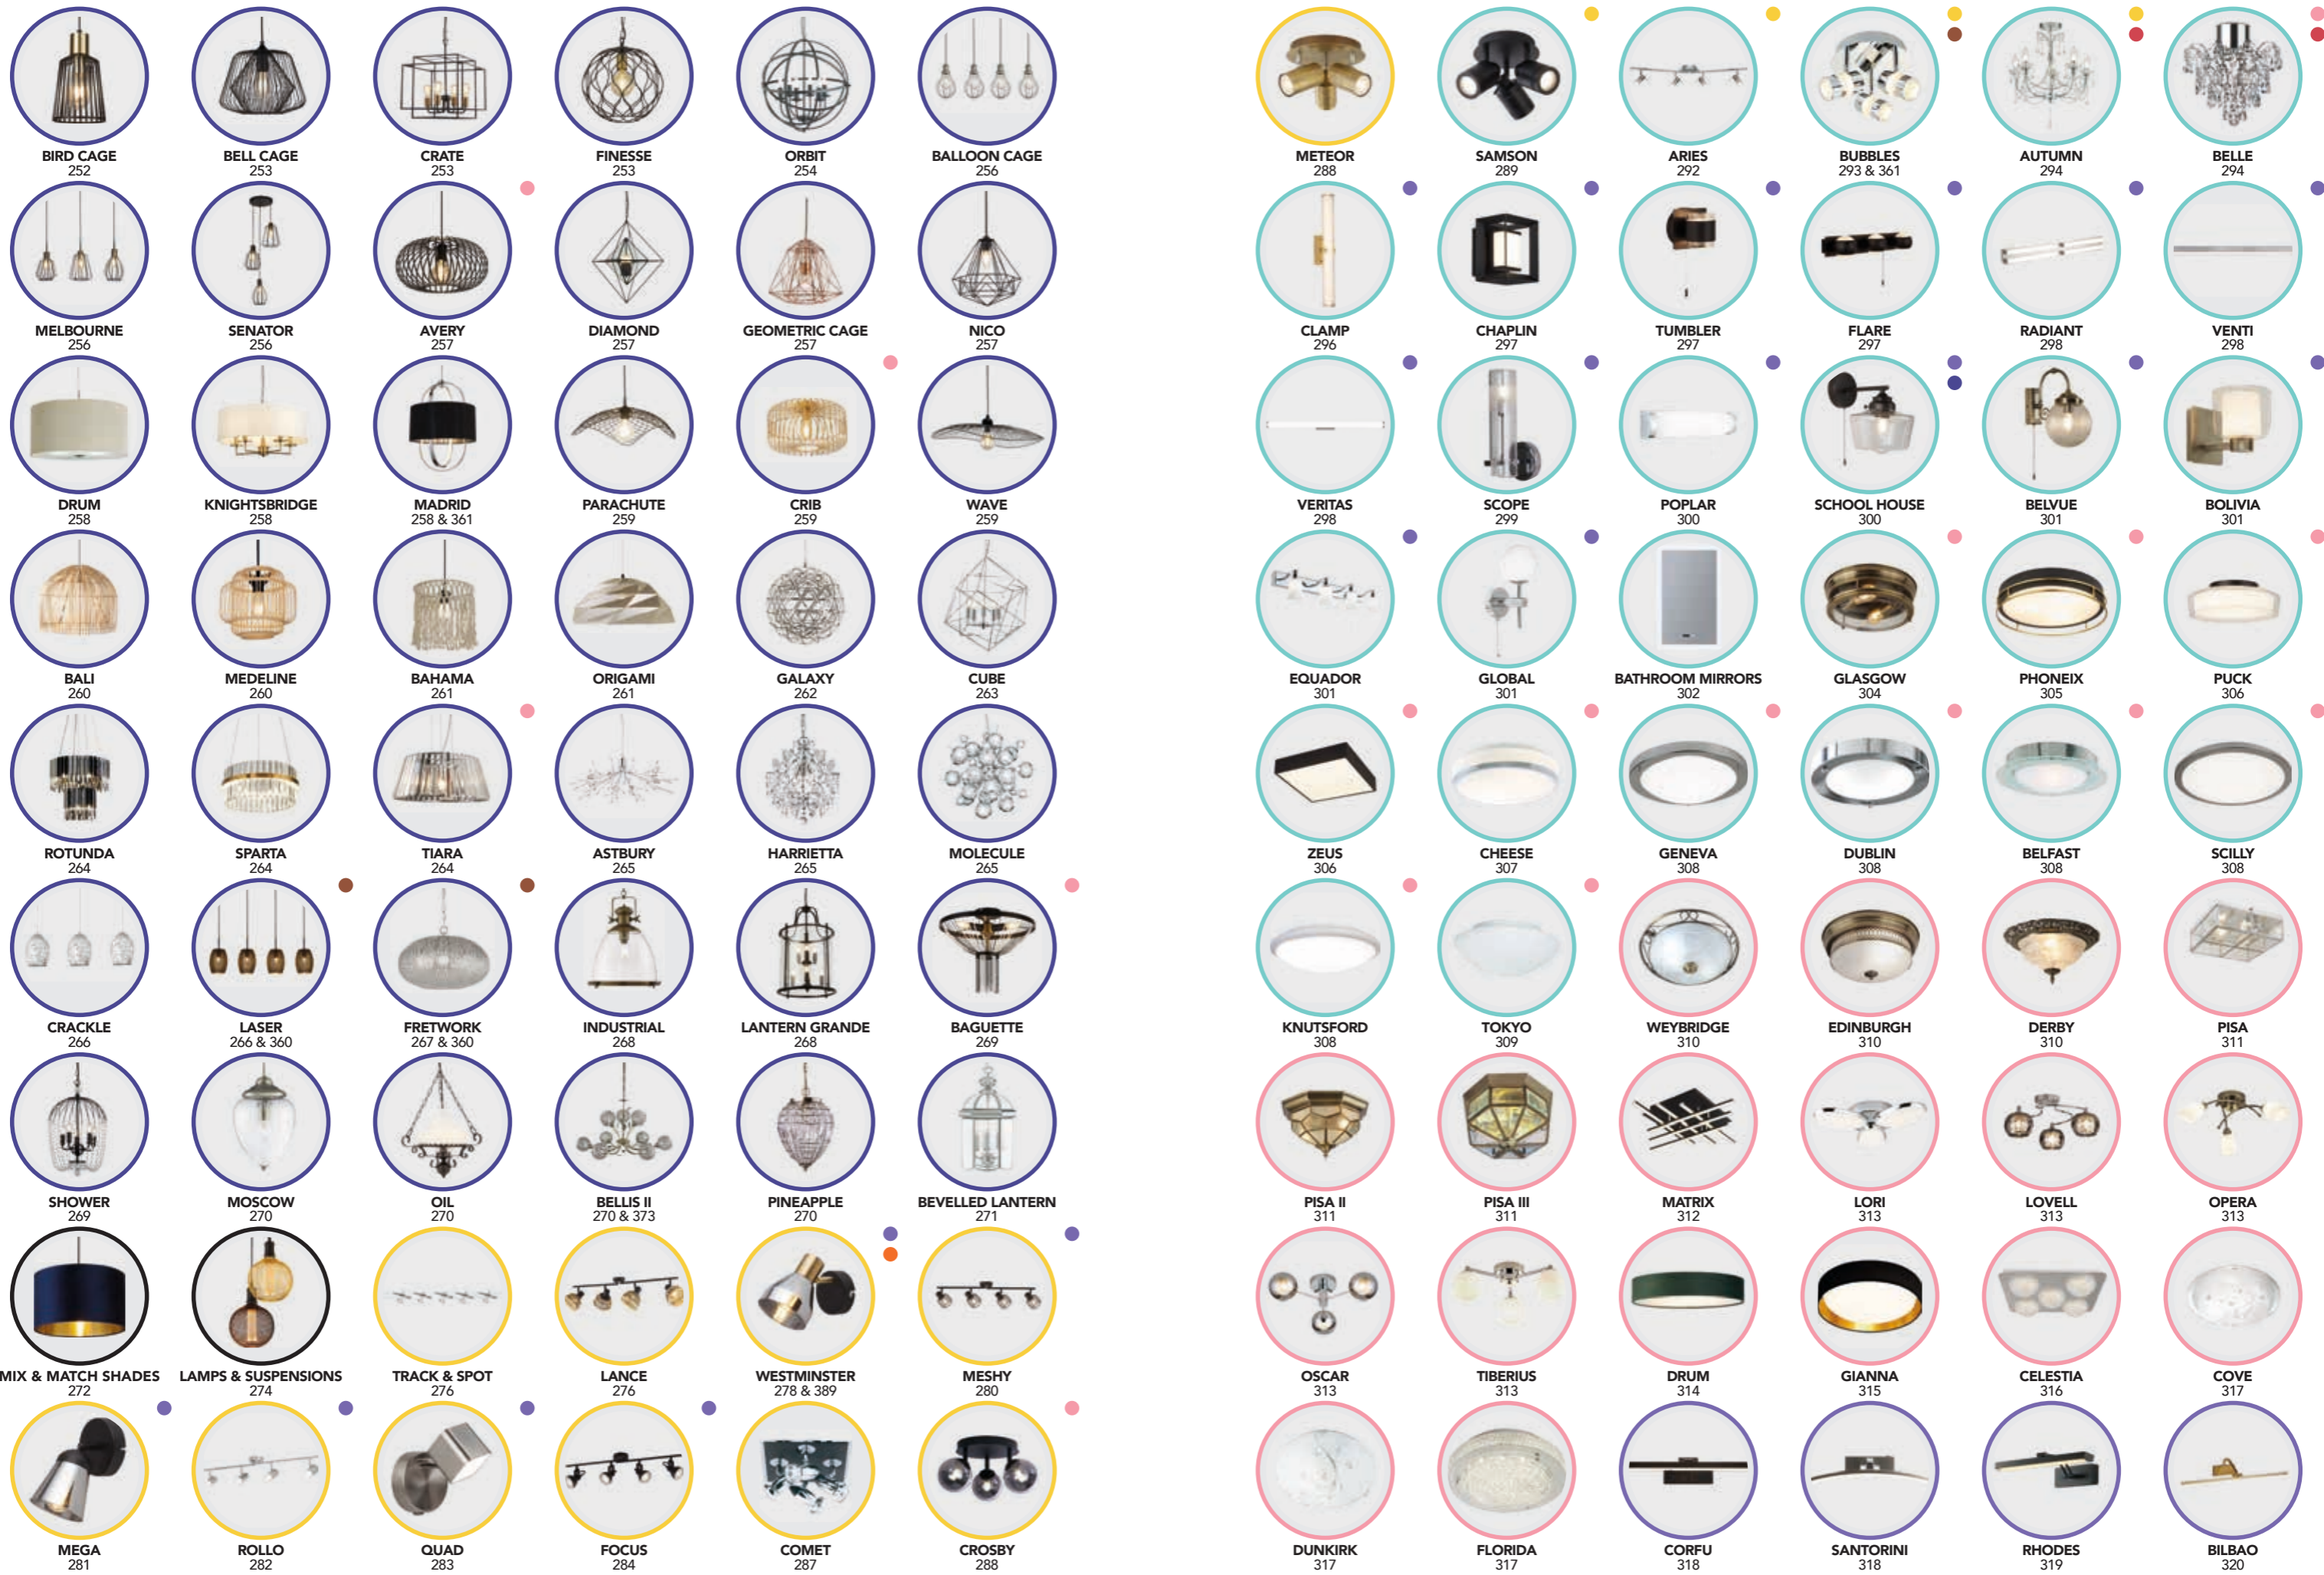 BIRD CAGE
252
BELL CAGE
253
CRATE
253
FINESSE
253
ORBIT
254
BALLOON CAGE
256
MELBOURNE
256
SENATOR
256
AVERY
257
DIAMOND
257
GEOMETRIC CAGE
257
NICO
257
DRUM
258
KNIGHTSBRIDGE
258
MADRID
258 & 361
PARACHUTE
259
CRIB
259
WAVE
259
BALI
260
MEDELINE
260
BAHAMA
261
ORIGAMI
261
GALAXY
262
CUBE
263
ROTUNDA
264
SPARTA
264
TIARA
264
ASTBURY
265
HARRIETTA
265
MOLECULE
265
CRACKLE
266
LASER
266 & 360
FRETWORK
267 & 360
INDUSTRIAL
268
LANTERN GRANDE
268
BAGUETTE
269
SHOWER
269
MOSCOW
270
OIL
270
BELLIS II
270 & 373
PINEAPPLE
270
BEVELLED LANTERN
271
MIX & MATCH SHADES
272
LAMPS & SUSPENSIONS
274
TRACK & SPOT
276
LANCE
276
WESTMINSTER
278 & 389
MESHY
280
MEGA
281
ROLLO
282
QUAD
283
FOCUS
284
COMET
287
CROSBY
288
METEOR
288
SAMSON
289
ARIES
292
BUBBLES
293 & 361
AUTUMN
294
BELLE
294
CLAMP
296
CHAPLIN
297
TUMBLER
297
FLARE
297
RADIANT
298
VENTI
298
VERITAS
298
SCOPE
299
POPLAR
300
SCHOOL HOUSE
300
BELVUE
301
BOLIVIA
301
EQUADOR
301
GLOBAL
301
BATHROOM MIRRORS
302
GLASGOW
304
PHONEIX
305
PUCK
306
ZEUS
306
CHEESE
307
GENEVA
308
DUBLIN
308
BELFAST
308
SCILLY
308
KNUTSFORD
308
TOKYO
309
WEYBRIDGE
310
EDINBURGH
310
DERBY
310
PISA
311
PISA II
311
PISA III
311
MATRIX
312
LORI
313
LOVELL
313
OPERA
313
OSCAR
313
TIBERIUS
313
DRUM
314
GIANNA
315
CELESTIA
316
COVE
317
DUNKIRK
317
FLORIDA
317
CORFU
318
SANTORINI
318
RHODES
319
BILBAO
320